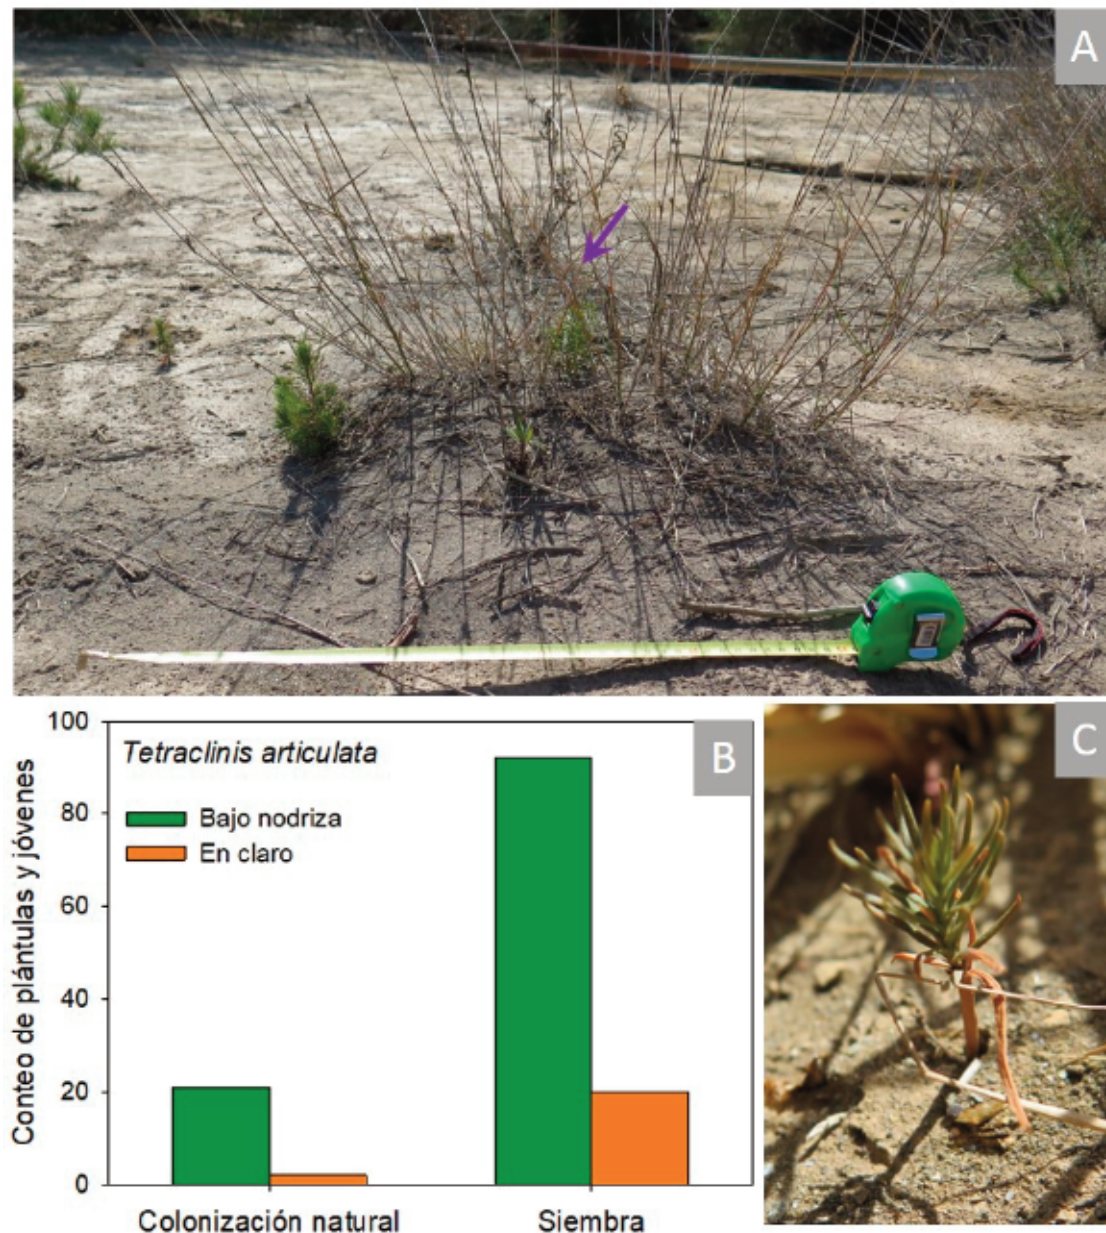 A
B
C
Tetraclinis articulata
Bajo nodriza
En claro
Conteo de plántulas y jóvenes
100
80
60
40
20
0
Colonización natural
Siembra